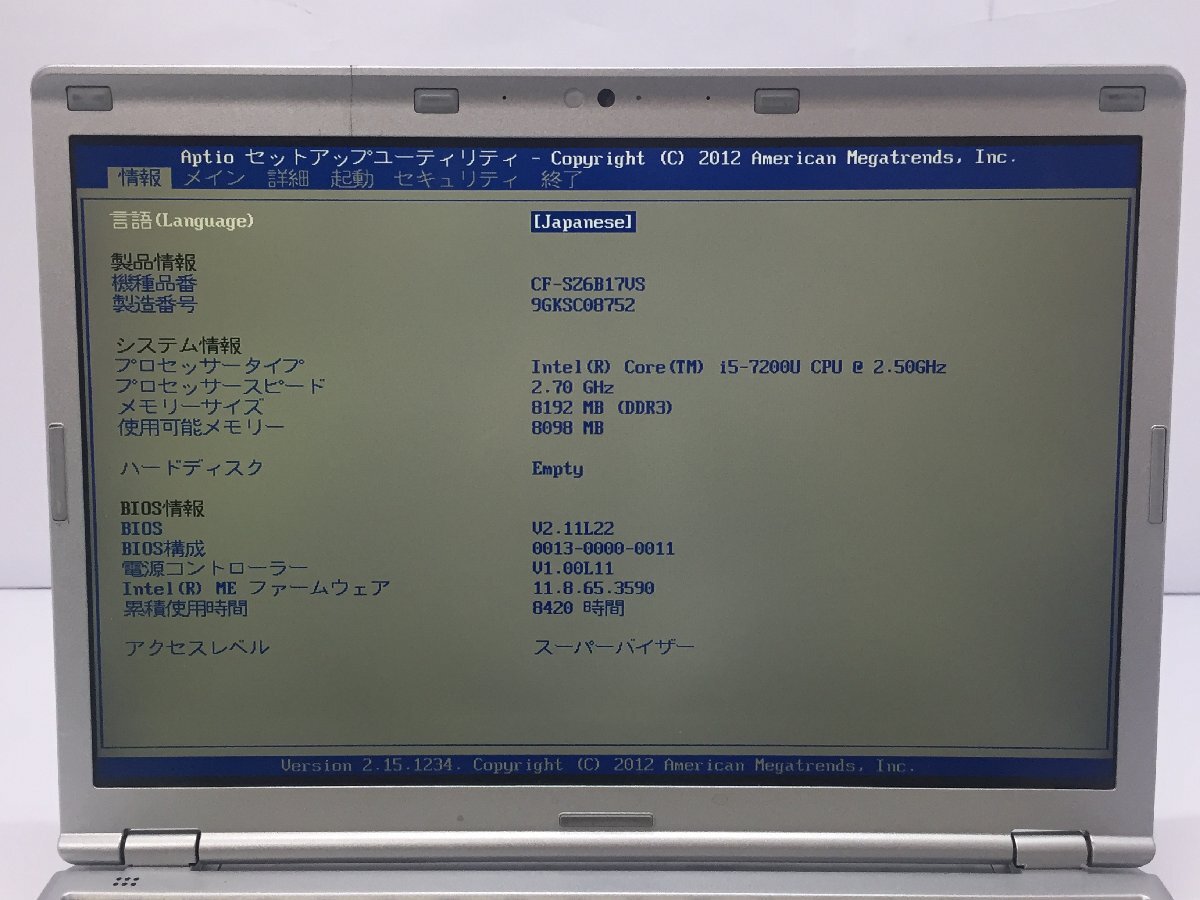 Aptio セットアップユーティリティ - Copyright (C) 2012 American Megatrends, Inc.
情報 メイン 詳細 起動 セキュリティ 終了
言語(Language) [Japanese]
製品情報
機種品番 CF-SZ6B17VS
製造番号 9GKSC08752
システム情報
プロセッサータイプ Intel(R) Core(TM) i5-7200U CPU @ 2.50GHz
プロセッサースピード 2.70 GHz
メモリーサイズ 8192 MB (DDR3)
使用可能メモリー 8098 MB
ハードディスク Empty
BIOS情報
BIOS V2.11L22
BIOS構成 0013-0000-0011
電源コントローラー V1.00L11
Intel(R) ME ファームウェア 11.8.65.3590
累積使用時間 8420 時間
アクセスレベル スーパーバイザー
Version 2.15.1234. Copyright (C) 2012 American Megatrends, Inc.